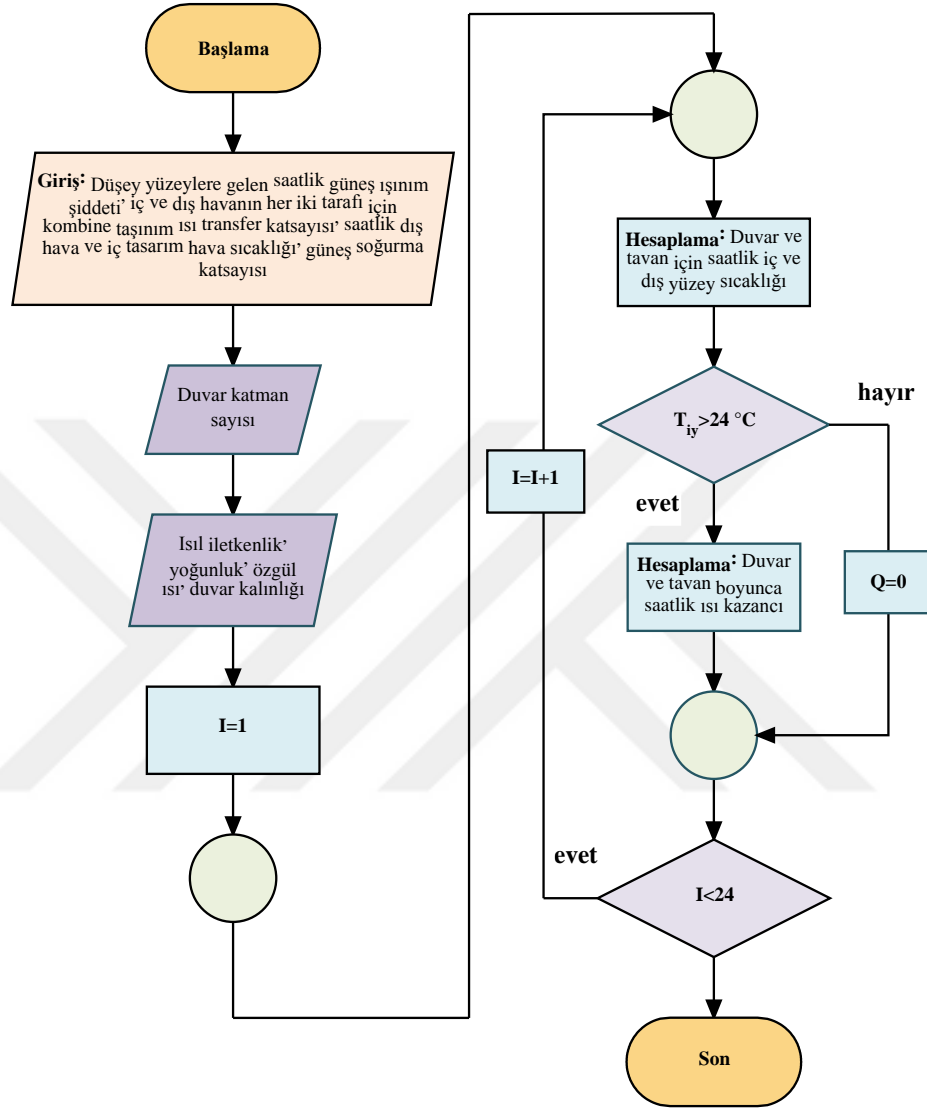 Başlama
Giriş: Düşey yüzeylere gelen saatlik güneş ışınım
şiddeti’ iç ve dış havanın her iki tarafı için
kombine taşınım ısı transfer katsayısı’ saatlik dış
hava ve iç tasarım hava sıcaklığı’ güneş soğurma
katsayısı
Duvar katman
sayısı
Isıl iletkenlik’
yoğunluk’ özgül
ısı’ duvar kalınlığı
I=1
Hesaplama: Duvar ve
tavan için saatlik iç ve
dış yüzey sıcaklığı
T_iy>24 °C
hayır
I=I+1
evet
Hesaplama: Duvar
ve tavan boyunca
saatlik ısı kazancı
Q=0
evet
I<24
Son